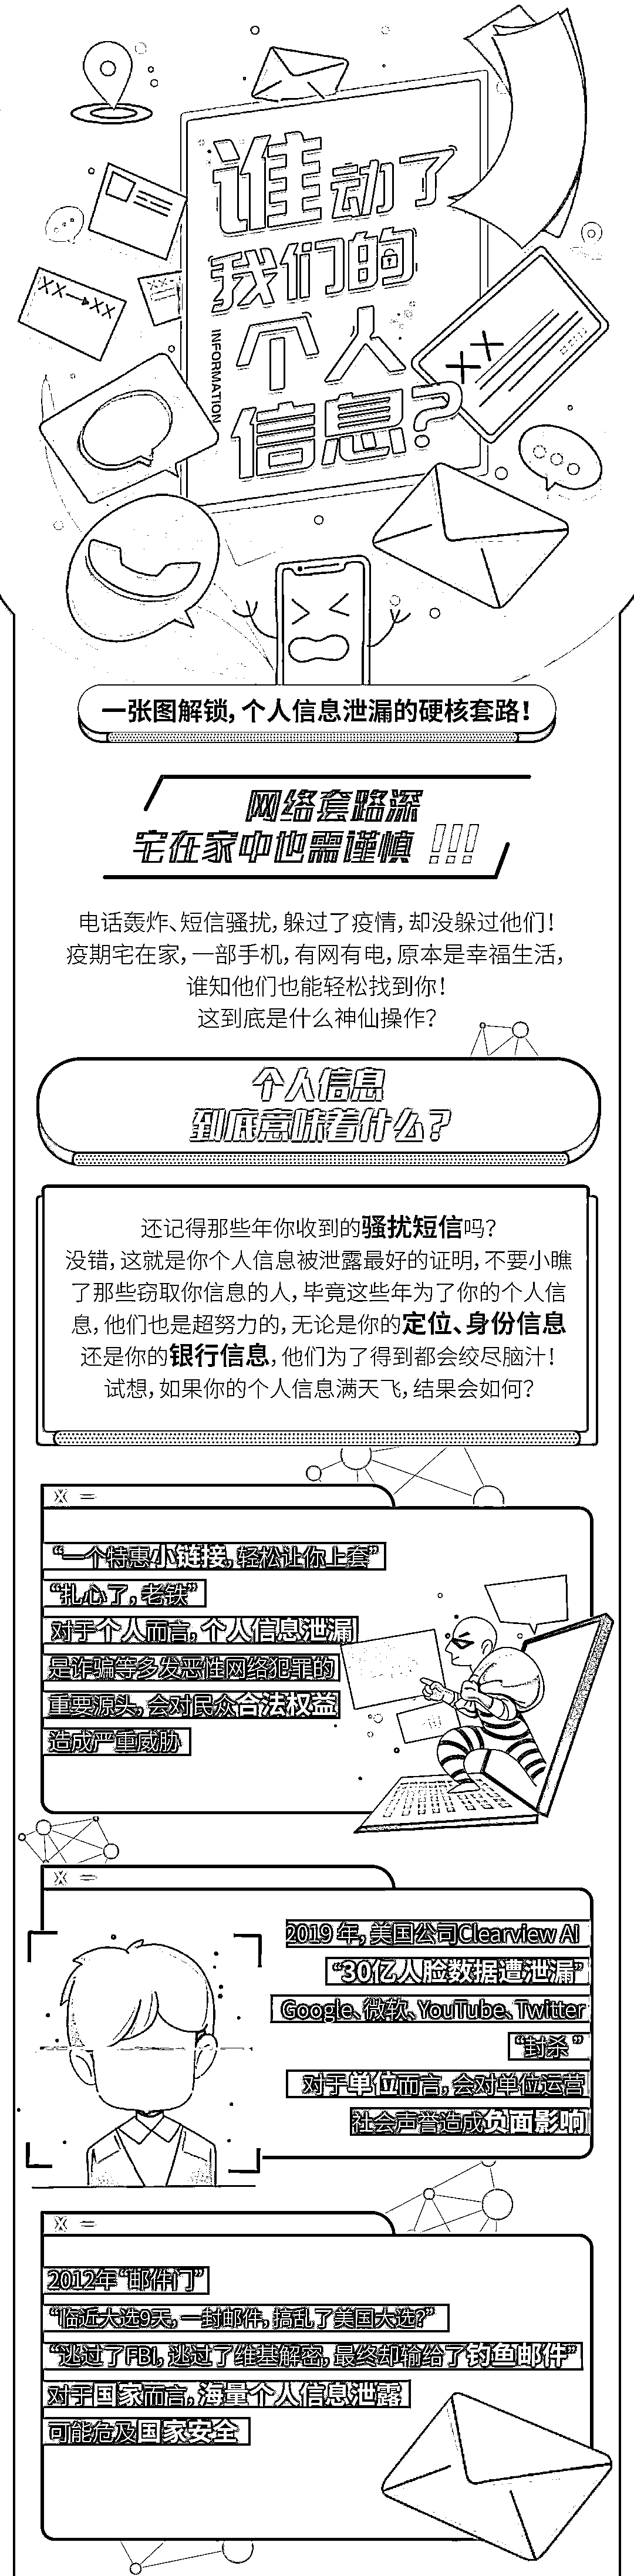 谁动了
我们的
个人
信息?
INFORMATION
XX→XX
XX
一张图解锁,个人信息泄漏的硬核套路!
网络套路深
宅在家中也需谨慎!!!
电话轰炸、短信骚扰,躲过了疫情,却没躲过他们!
疫期宅在家,一部手机,有网有电,原本是幸福生活,
谁知他们也能轻松找到你!
这到底是什么神仙操作?
个人信息
到底意味着什么?
还记得那些年你收到的骚扰短信吗?
没错,这就是你个人信息被泄露最好的证明,不要小瞧
了那些窃取你信息的人,毕竟这些年为了你的个人信
息,他们也是超努力的,无论是你的定位、身份信息
还是你的银行信息,他们为了得到都会绞尽脑汁!
试想,如果你的个人信息满天飞,结果会如何?
“一个特惠小链接,轻松让你上套”
“扎心了,老铁”
对于个人而言,个人信息泄漏
是诈骗等多发恶性网络犯罪的
重要源头,会对民众合法权益
造成严重威胁
2019 年,美国公司Clearview AI
“30亿人脸数据遭泄漏”
Google、微软、YouTube、Twitter
“封杀”
对于单位而言,会对单位运营
社会声誉造成负面影响
2012年“邮件门”
“临近大选9天,一封邮件,搞乱了美国大选?”
“逃过了FBI,逃过了维基解密,最终却输给了钓鱼邮件”
对于国家而言,海量个人信息泄露
可能危及国家安全